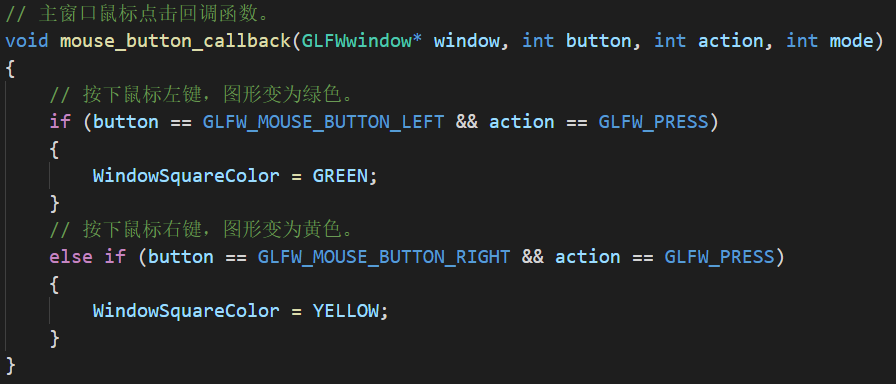 // 主窗口鼠标点击回调函数。
void mouse_button_callback(GLFWwindow* window, int button, int action, int mode)
{
    // 按下鼠标左键，图形变为绿色。
    if (button == GLFW_MOUSE_BUTTON_LEFT && action == GLFW_PRESS)
    {
        WindowSquareColor = GREEN;
    }
    // 按下鼠标右键，图形变为黄色。
    else if (button == GLFW_MOUSE_BUTTON_RIGHT && action == GLFW_PRESS)
    {
        WindowSquareColor = YELLOW;
    }
}